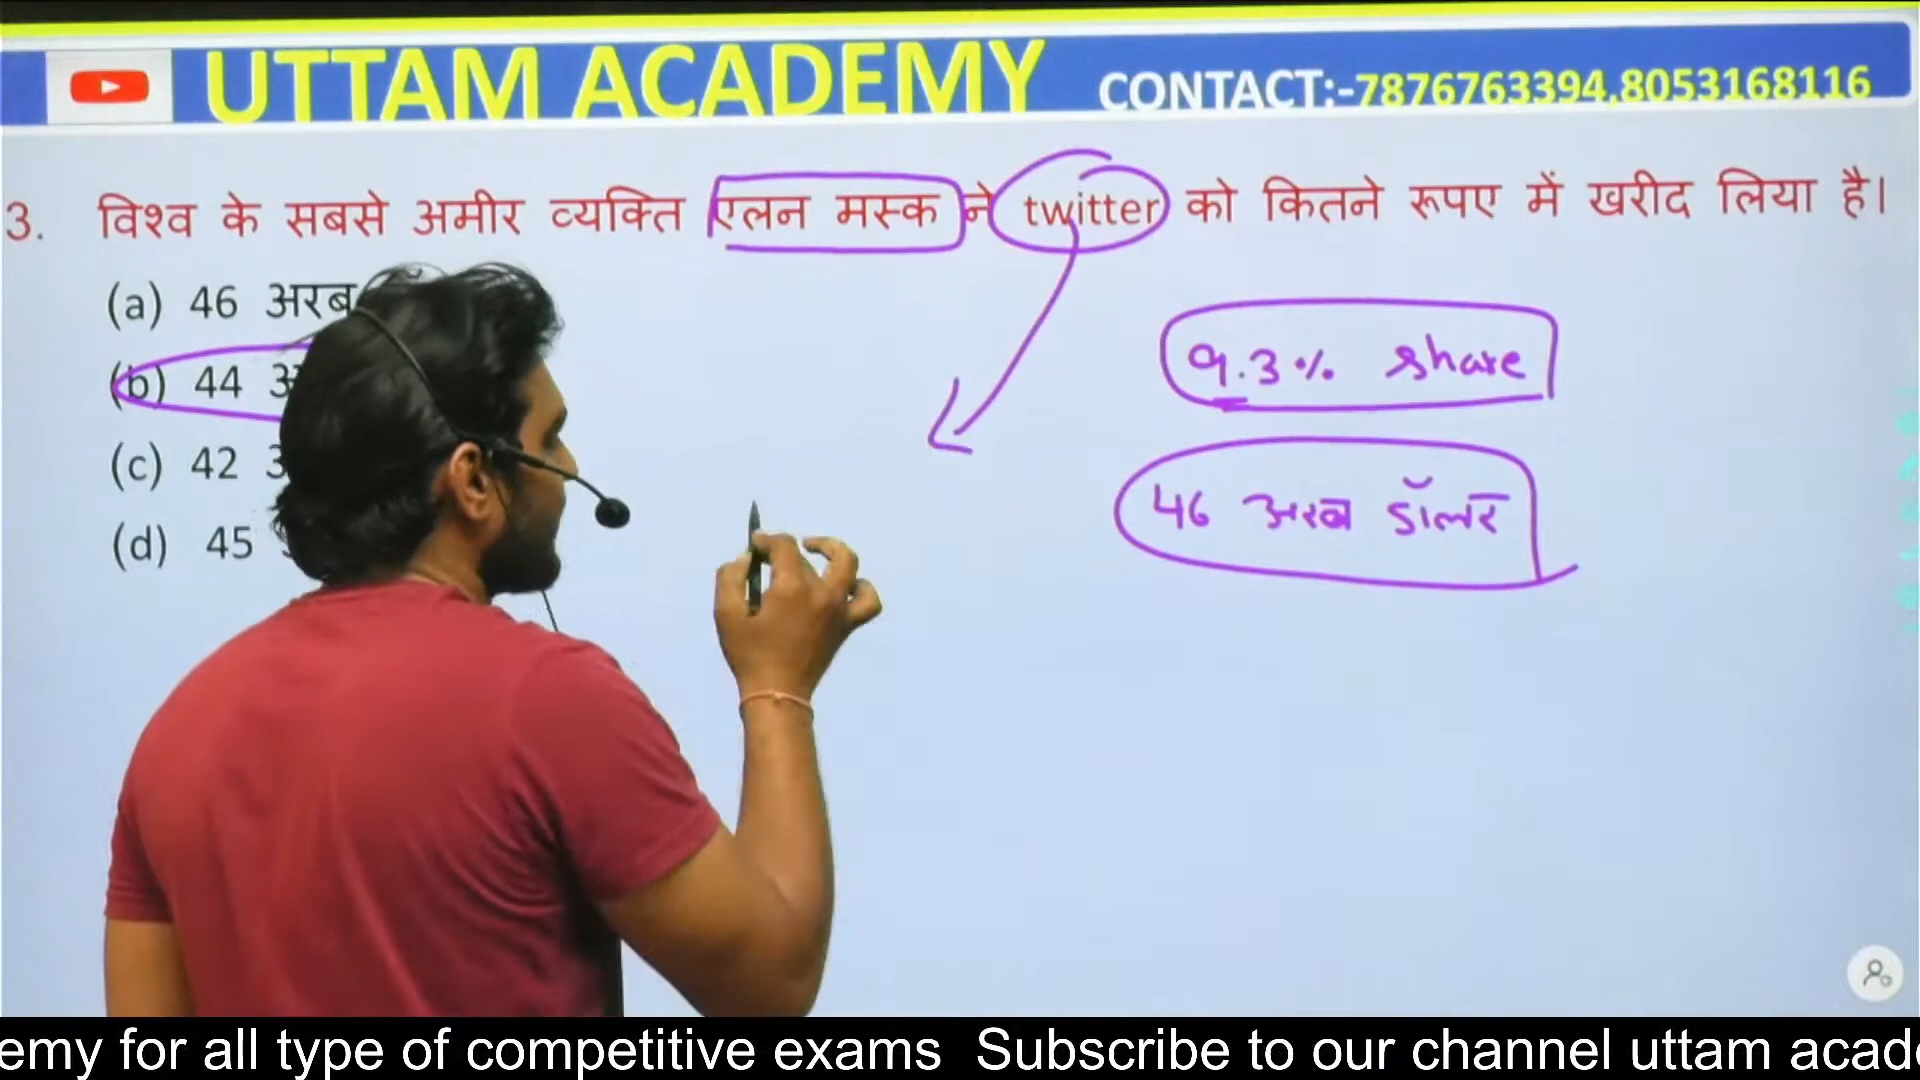 UTTAM ACADEMY CONTACT:-7876763394,8053168116
3. विश्व के सबसे अमीर व्यक्ति एलन मस्क ने twitter को कितने रूपए में खरीद लिया है।
(a) 46 अरब
(b) 44
(c) 42
(d) 45
9.3% share
46 अरब डॉलर
emy for all type of competitive exams Subscribe to our channel uttam acad